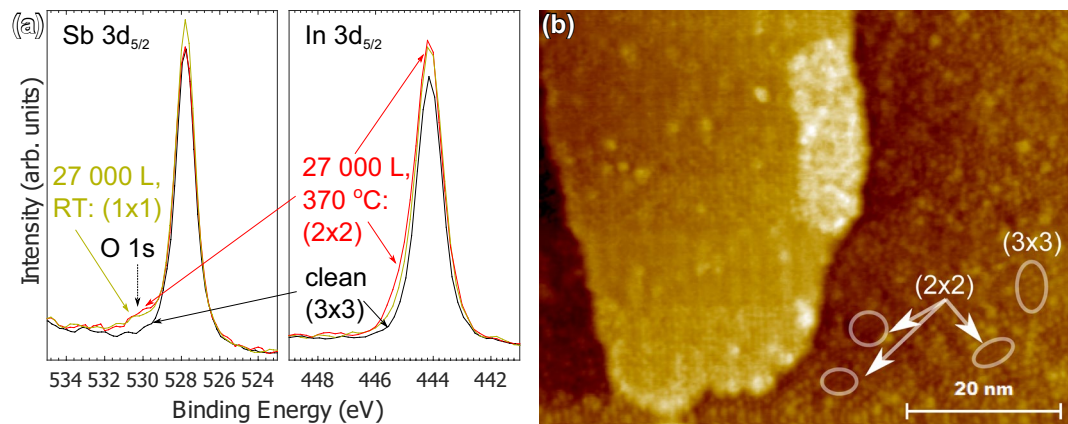 (a)
Sb 3d5/2
In 3d5/2
Intensity (arb. units)
27 000 L,
RT: (1x1)
O 1s
27 000 L,
370 ºC:
(2x2)
clean
(3x3)
534 532 530 528 526 524
448 446 444 442
Binding Energy (eV)
(b)
(3x3)
(2x2)
20 nm